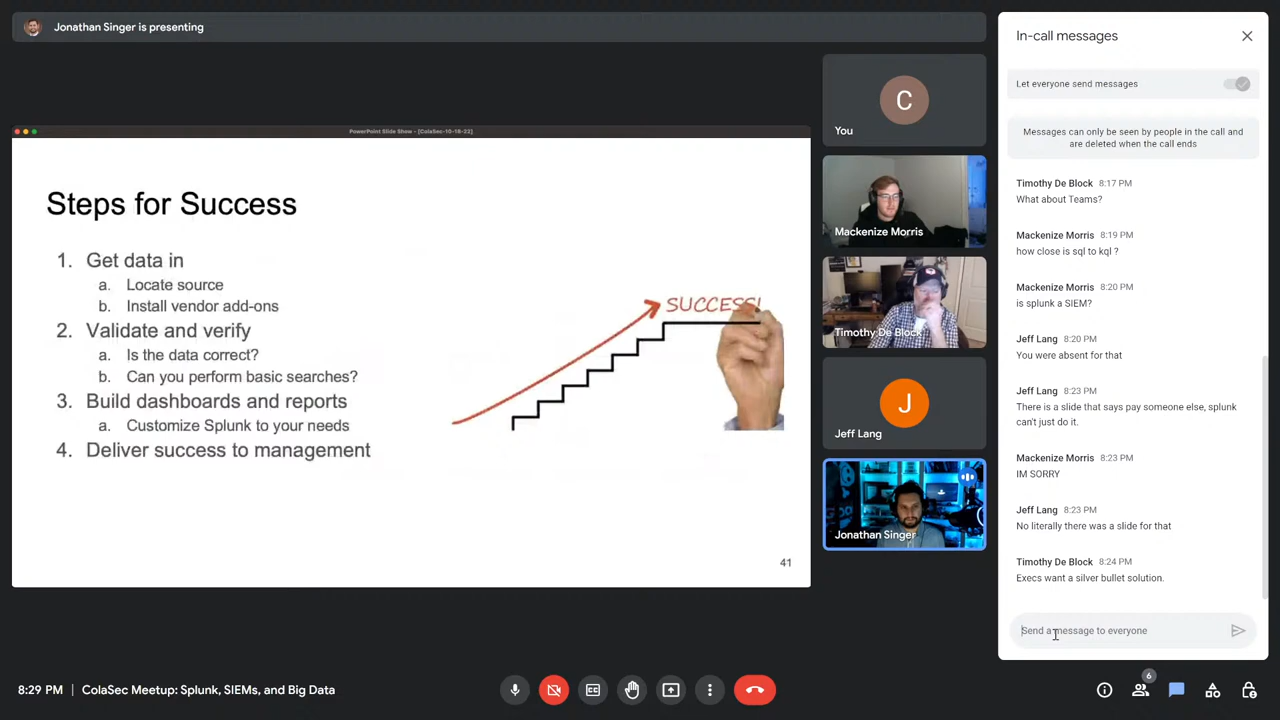 Jonathan Singer is presenting
PowerPoint Slide Show - [ColaSec-10-18-22]
Steps for Success
1. Get data in
a. Locate source
b. Install vendor add-ons
2. Validate and verify
a. Is the data correct?
b. Can you perform basic searches?
3. Build dashboards and reports
a. Customize Splunk to your needs
4. Deliver success to management
SUCCESS!
41
C
You
Mackenize Morris
Timothy De Block
J
Jeff Lang
Jonathan Singer
In-call messages
Let everyone send messages
Messages can only be seen by people in the call and
are deleted when the call ends
Timothy De Block 8:17 PM
What about Teams?
Mackenize Morris 8:19 PM
how close is sql to kql ?
Mackenize Morris 8:20 PM
is splunk a SIEM?
Jeff Lang 8:20 PM
You were absent for that
Jeff Lang 8:23 PM
There is a slide that says pay someone else, splunk
can't just do it.
Mackenize Morris 8:23 PM
IM SORRY
Jeff Lang 8:23 PM
No literally there was a slide for that
Timothy De Block 8:24 PM
Execs want a silver bullet solution.
Send a message to everyone
8:29 PM | ColaSec Meetup: Splunk, SIEMs, and Big Data
CC
6